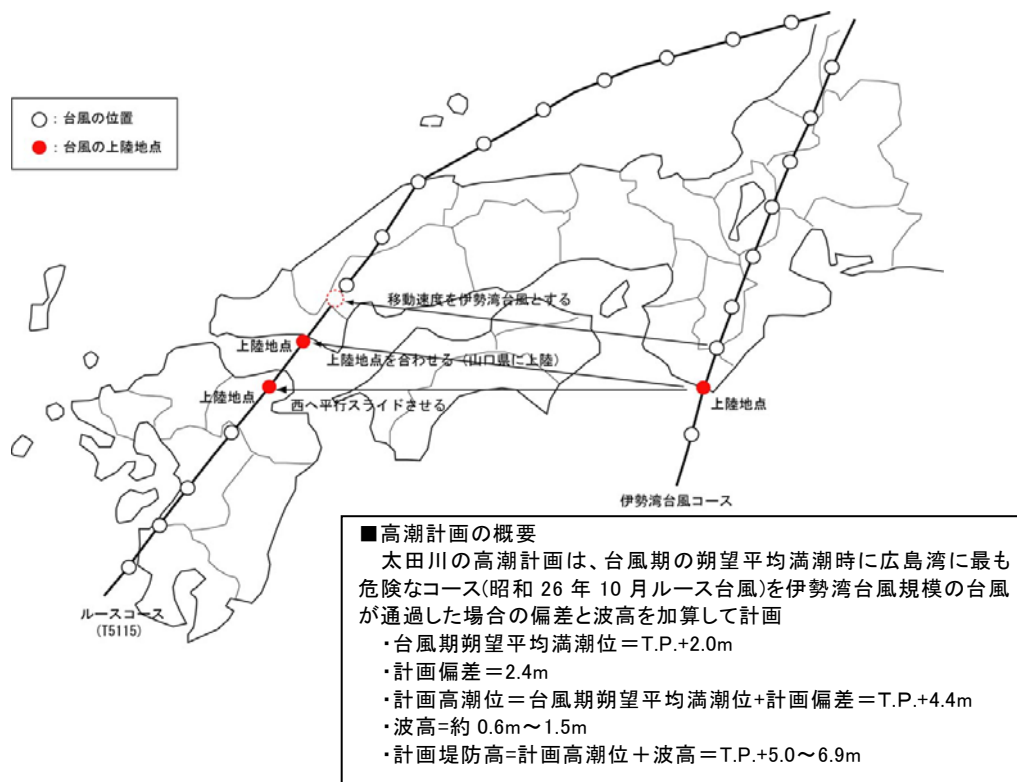 ○：台風の位置
●：台風の上陸地点
移動速度を伊勢湾台風とする
上陸地点
上陸地点を合わせる（山口県に上陸）
上陸地点
西へ平行スライドさせる
上陸地点
伊勢湾台風コース
ルースコース
(T5115)
■高潮計画の概要
太田川の高潮計画は、台風期の朔望平均満潮時に広島湾に最も
危険なコース(昭和 26 年 10 月ルース台風)を伊勢湾台風規模の台風
が通過した場合の偏差と波高を加算して計画
・台風期朔望平均満潮位＝T.P.+2.0m
・計画偏差＝2.4m
・計画高潮位＝台風期朔望平均満潮位+計画偏差＝T.P.+4.4m
・波高=約 0.6m～1.5m
・計画堤防高=計画高潮位＋波高＝T.P.+5.0～6.9m